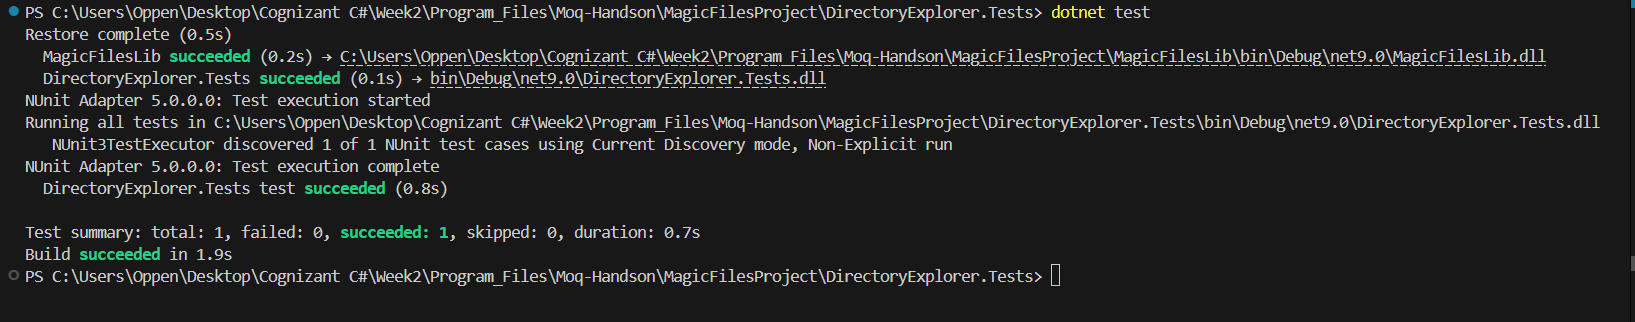 PS C:\Users\Oppen\Desktop\Cognizant C#\Week2\Program_Files\Moq-Handson\MagicFilesProject\DirectoryExplorer.Tests> dotnet test
Restore complete (0.5s)
  MagicFilesLib succeeded (0.2s) → C:\Users\Oppen\Desktop\Cognizant C#\Week2\Program_Files\Moq-Handson\MagicFilesProject\MagicFilesLib\bin\Debug\net9.0\MagicFilesLib.dll
  DirectoryExplorer.Tests succeeded (0.1s) → bin\Debug\net9.0\DirectoryExplorer.Tests.dll
NUnit Adapter 5.0.0.0: Test execution started
Running all tests in C:\Users\Oppen\Desktop\Cognizant C#\Week2\Program_Files\Moq-Handson\MagicFilesProject\DirectoryExplorer.Tests\bin\Debug\net9.0\DirectoryExplorer.Tests.dll
   NUnit3TestExecutor discovered 1 of 1 NUnit test cases using Current Discovery mode, Non-Explicit run
NUnit Adapter 5.0.0.0: Test execution complete
  DirectoryExplorer.Tests test succeeded (0.8s)
Test summary: total: 1, failed: 0, succeeded: 1, skipped: 0, duration: 0.7s
Build succeeded in 1.9s
PS C:\Users\Oppen\Desktop\Cognizant C#\Week2\Program_Files\Moq-Handson\MagicFilesProject\DirectoryExplorer.Tests>